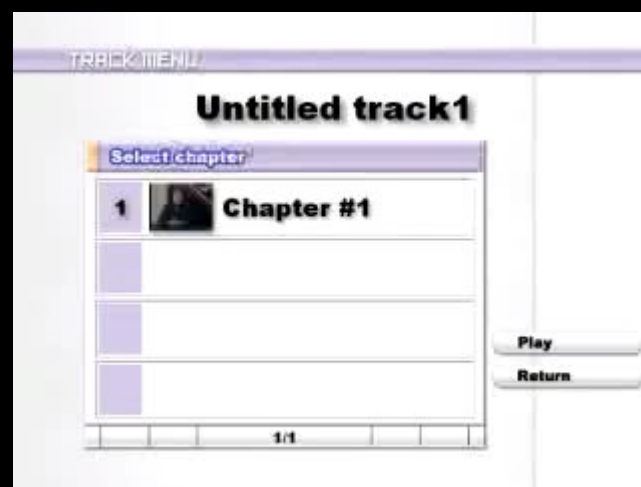 TRACK MENU
Untitled track1
Select chapter
1 Chapter #1
Play
Return
1/1